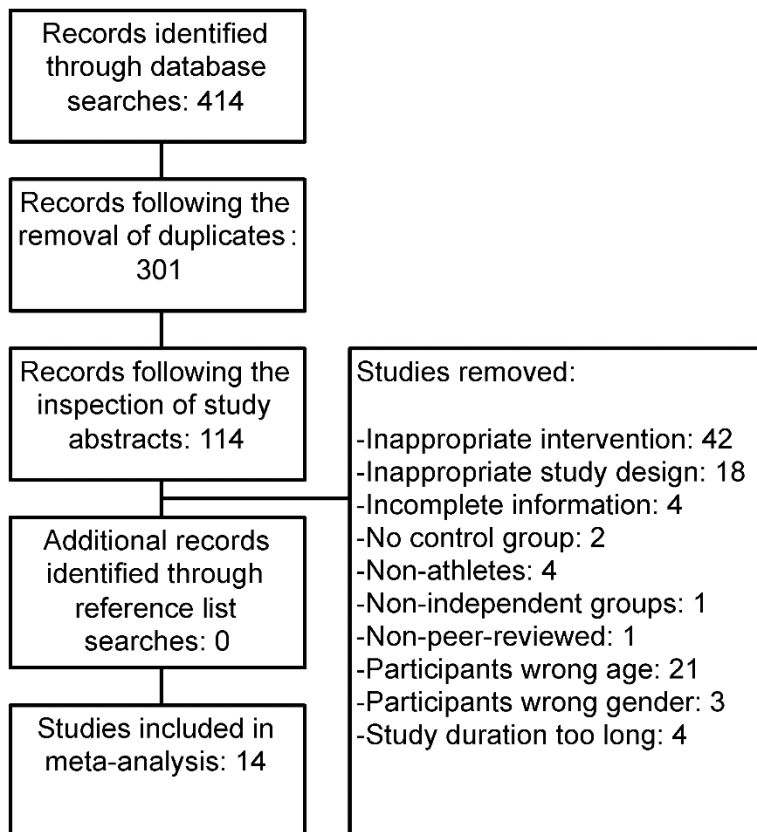 Records identified
through database
searches: 414
Records following the
removal of duplicates :
301
Records following the
inspection of study
abstracts: 114
Additional records
identified through
reference list
searches: 0
Studies included in
meta-analysis: 14
Studies removed:
-Inappropriate intervention: 42
-Inappropriate study design: 18
-Incomplete information: 4
-No control group: 2
-Non-athletes: 4
-Non-independent groups: 1
-Non-peer-reviewed: 1
-Participants wrong age: 21
-Participants wrong gender: 3
-Study duration too long: 4